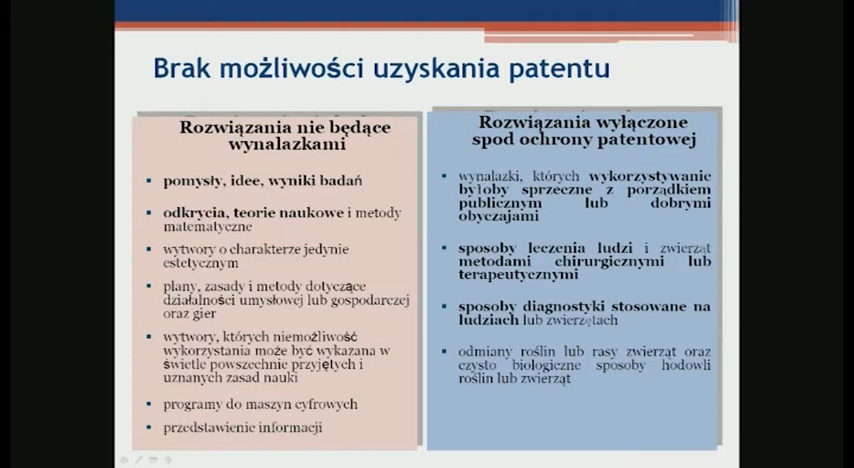 Brak możliwości uzyskania patentu
Rozwiązania nie będące
wynalazkami
pomysły, idee, wyniki badań
odkrycia, teorie naukowe i metody
matematyczne
wytwory o charakterze jedynie
estetycznym
plany, zasady i metody dotyczące
działalności umysłowej lub gospodarczej
oraz gier
wytwory, których niemożliwość
wykorzystania może być wykazana w
świetle powszechnie przyjętych i
uznanych zasad nauki
programy do maszyn cyfrowych
przedstawienie informacji
Rozwiązania wyłączone
spod ochrony patentowej
wynalazki, których wykorzystywanie
byłoby sprzeczne z porządkiem
publicznym lub dobrymi
obyczajami
sposoby leczenia ludzi i zwierząt
metodami chirurgicznymi lub
terapeutycznymi
sposoby diagnostyki stosowane na
ludziach lub zwierzętach
odmiany roślin lub rasy zwierząt oraz
czysto biologiczne sposoby hodowli
roślin lub zwierząt